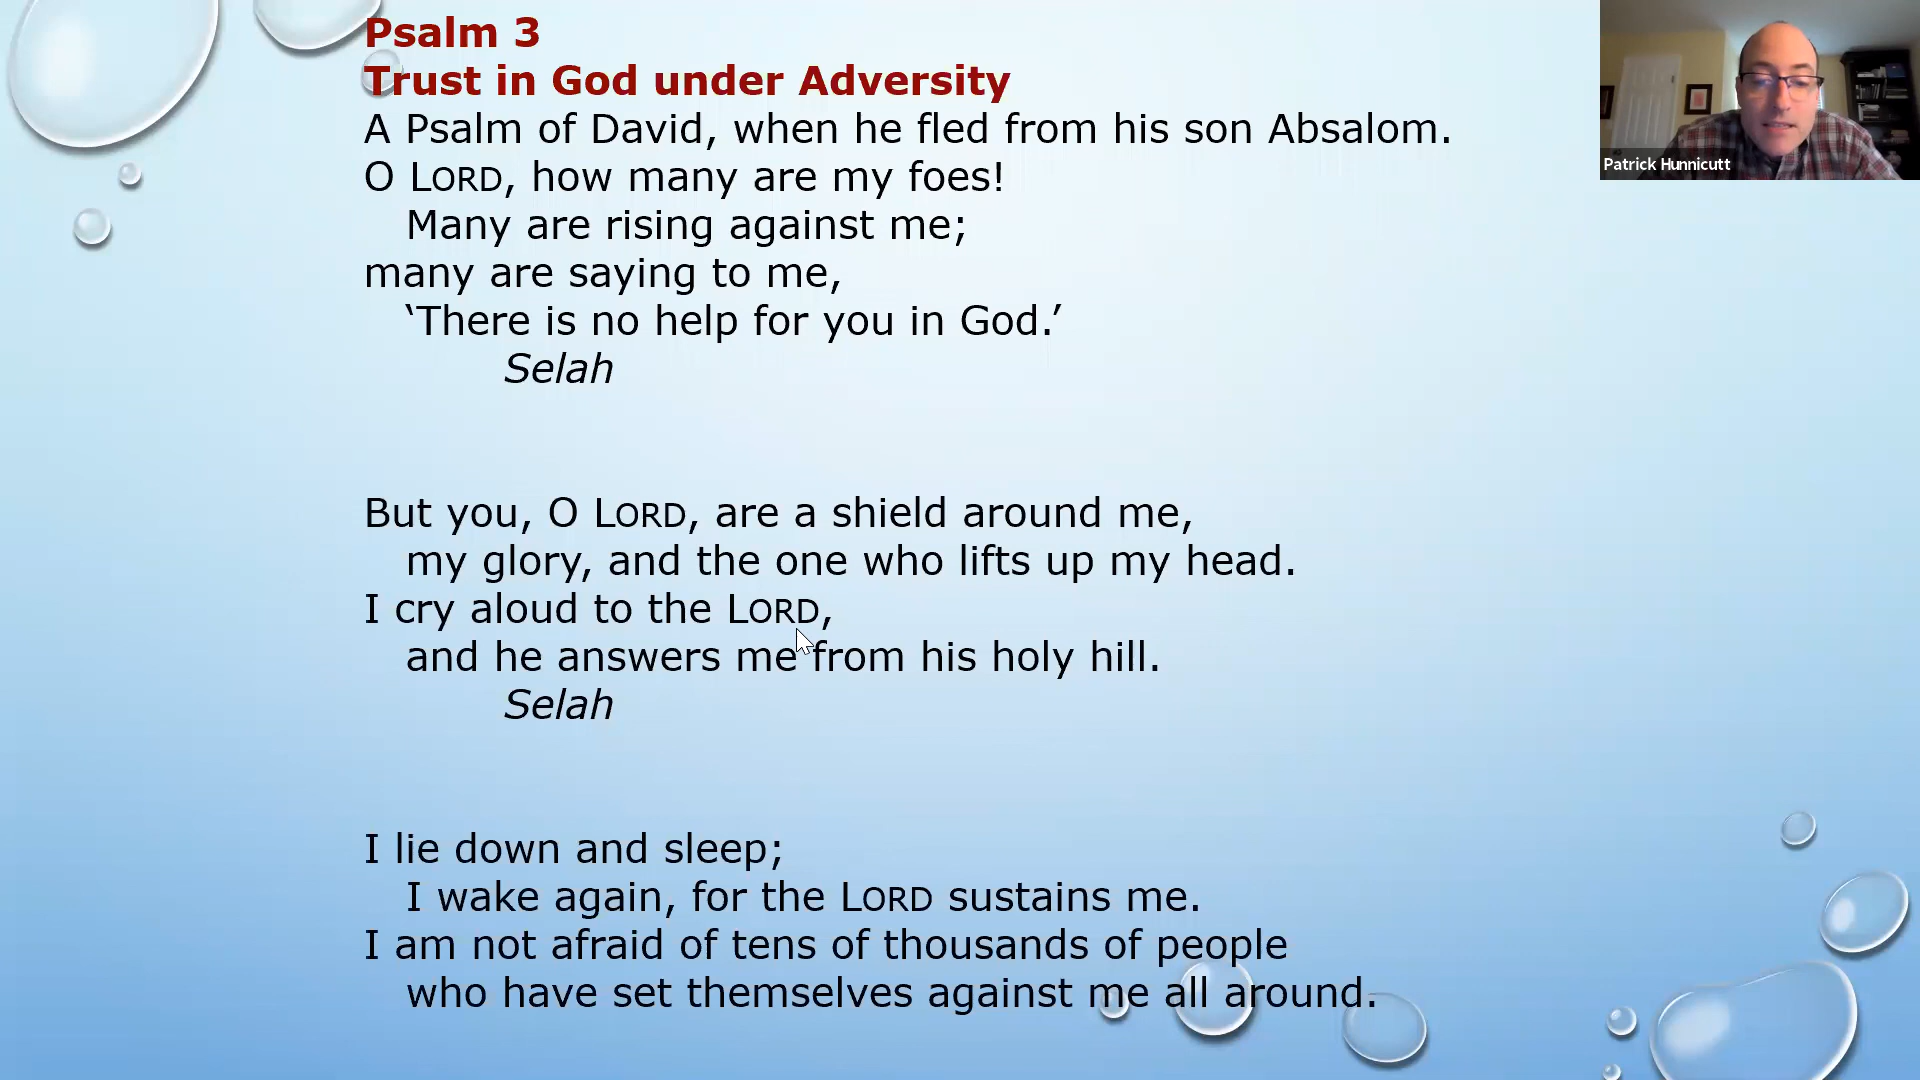 Psalm 3
Trust in God under Adversity
A Psalm of David, when he fled from his son Absalom.
O LORD, how many are my foes!
Many are rising against me;
many are saying to me,
‘There is no help for you in God.’
Selah
But you, O LORD, are a shield around me,
my glory, and the one who lifts up my head.
I cry aloud to the LORD,
and he answers me from his holy hill.
Selah
I lie down and sleep;
I wake again, for the LORD sustains me.
I am not afraid of tens of thousands of people
who have set themselves against me all around.
Patrick Hunnicutt